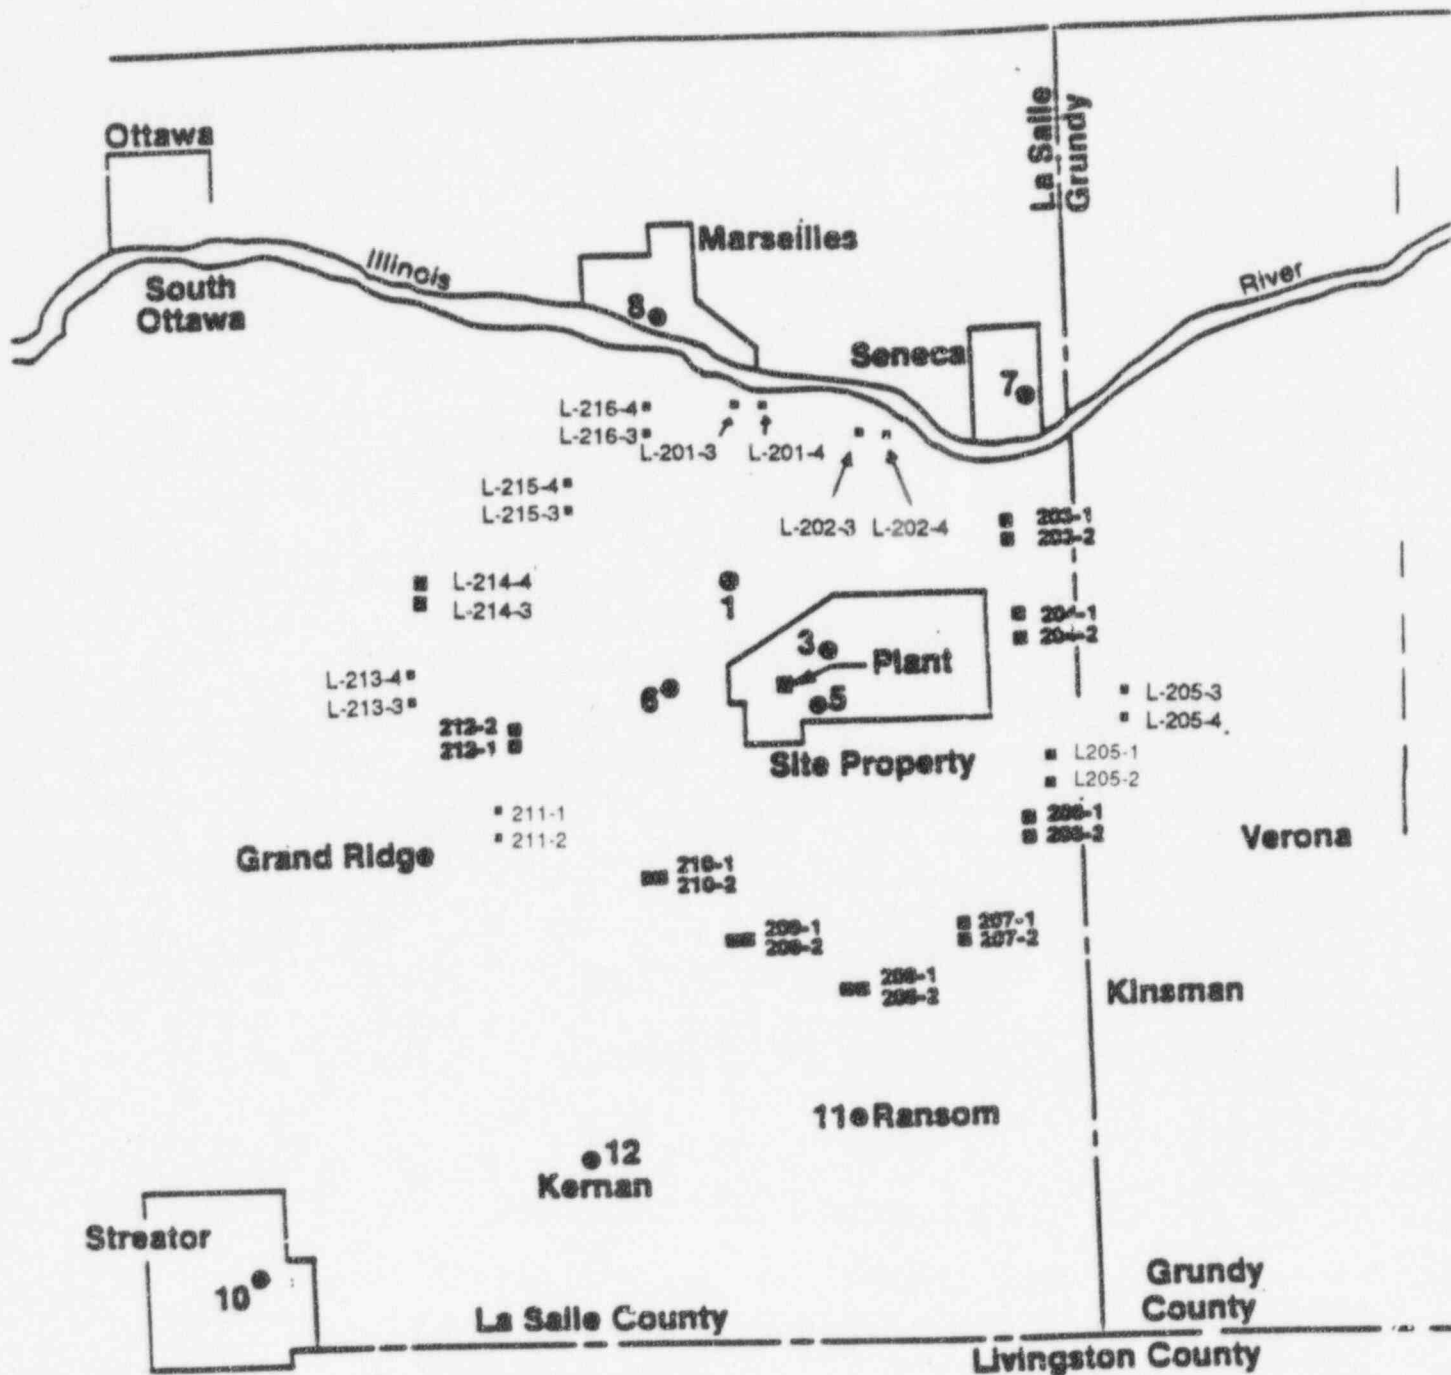 La Salle
Grundy
Ottawa
Marseilles
Illinois
River
South
Ottawa
8
Seneca
7
L-216-4
L-216-3
L-201-3
L-201-4
L-215-4
L-215-3
L-202-3
L-202-4
203-1
203-2
L-214-4
L-214-3
1
204-1
204-2
3
Plant
L-213-4
L-213-3
6
5
L-205-3
L-205-4
212-2
212-1
Site Property
L205-1
L205-2
211-1
211-2
Verona
Grand Ridge
210-1
210-2
207-1
207-2
Kinsman
11 Ransom
12
Kernan
Streator
10
Grundy
County
La Salle County
Livingston County